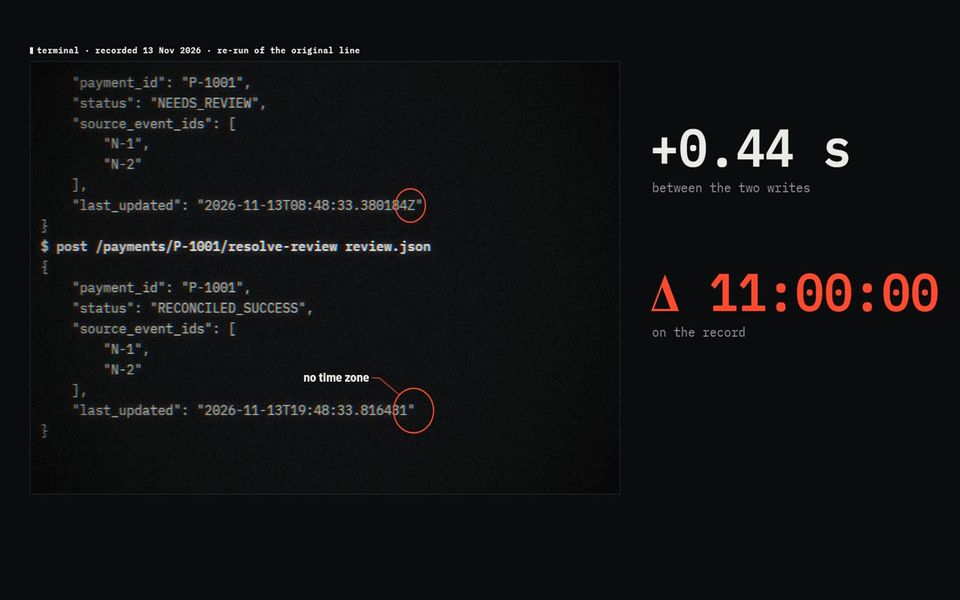 terminal · recorded 13 Nov 2026 · re-run of the original line
"payment_id": "P-1001",
"status": "NEEDS_REVIEW",
"source_event_ids": [
"N-1",
"N-2"
],
"last_updated": "2026-11-13T08:48:33.380184Z"
}
$ post /payments/P-1001/resolve-review review.json
{
"payment_id": "P-1001",
"status": "RECONCILED_SUCCESS",
"source_event_ids": [
"N-1",
"N-2"
],
no time zone
"last_updated": "2026-11-13T19:48:33.816431"
}
+0.44 s
between the two writes
Δ 11:00:00
on the record